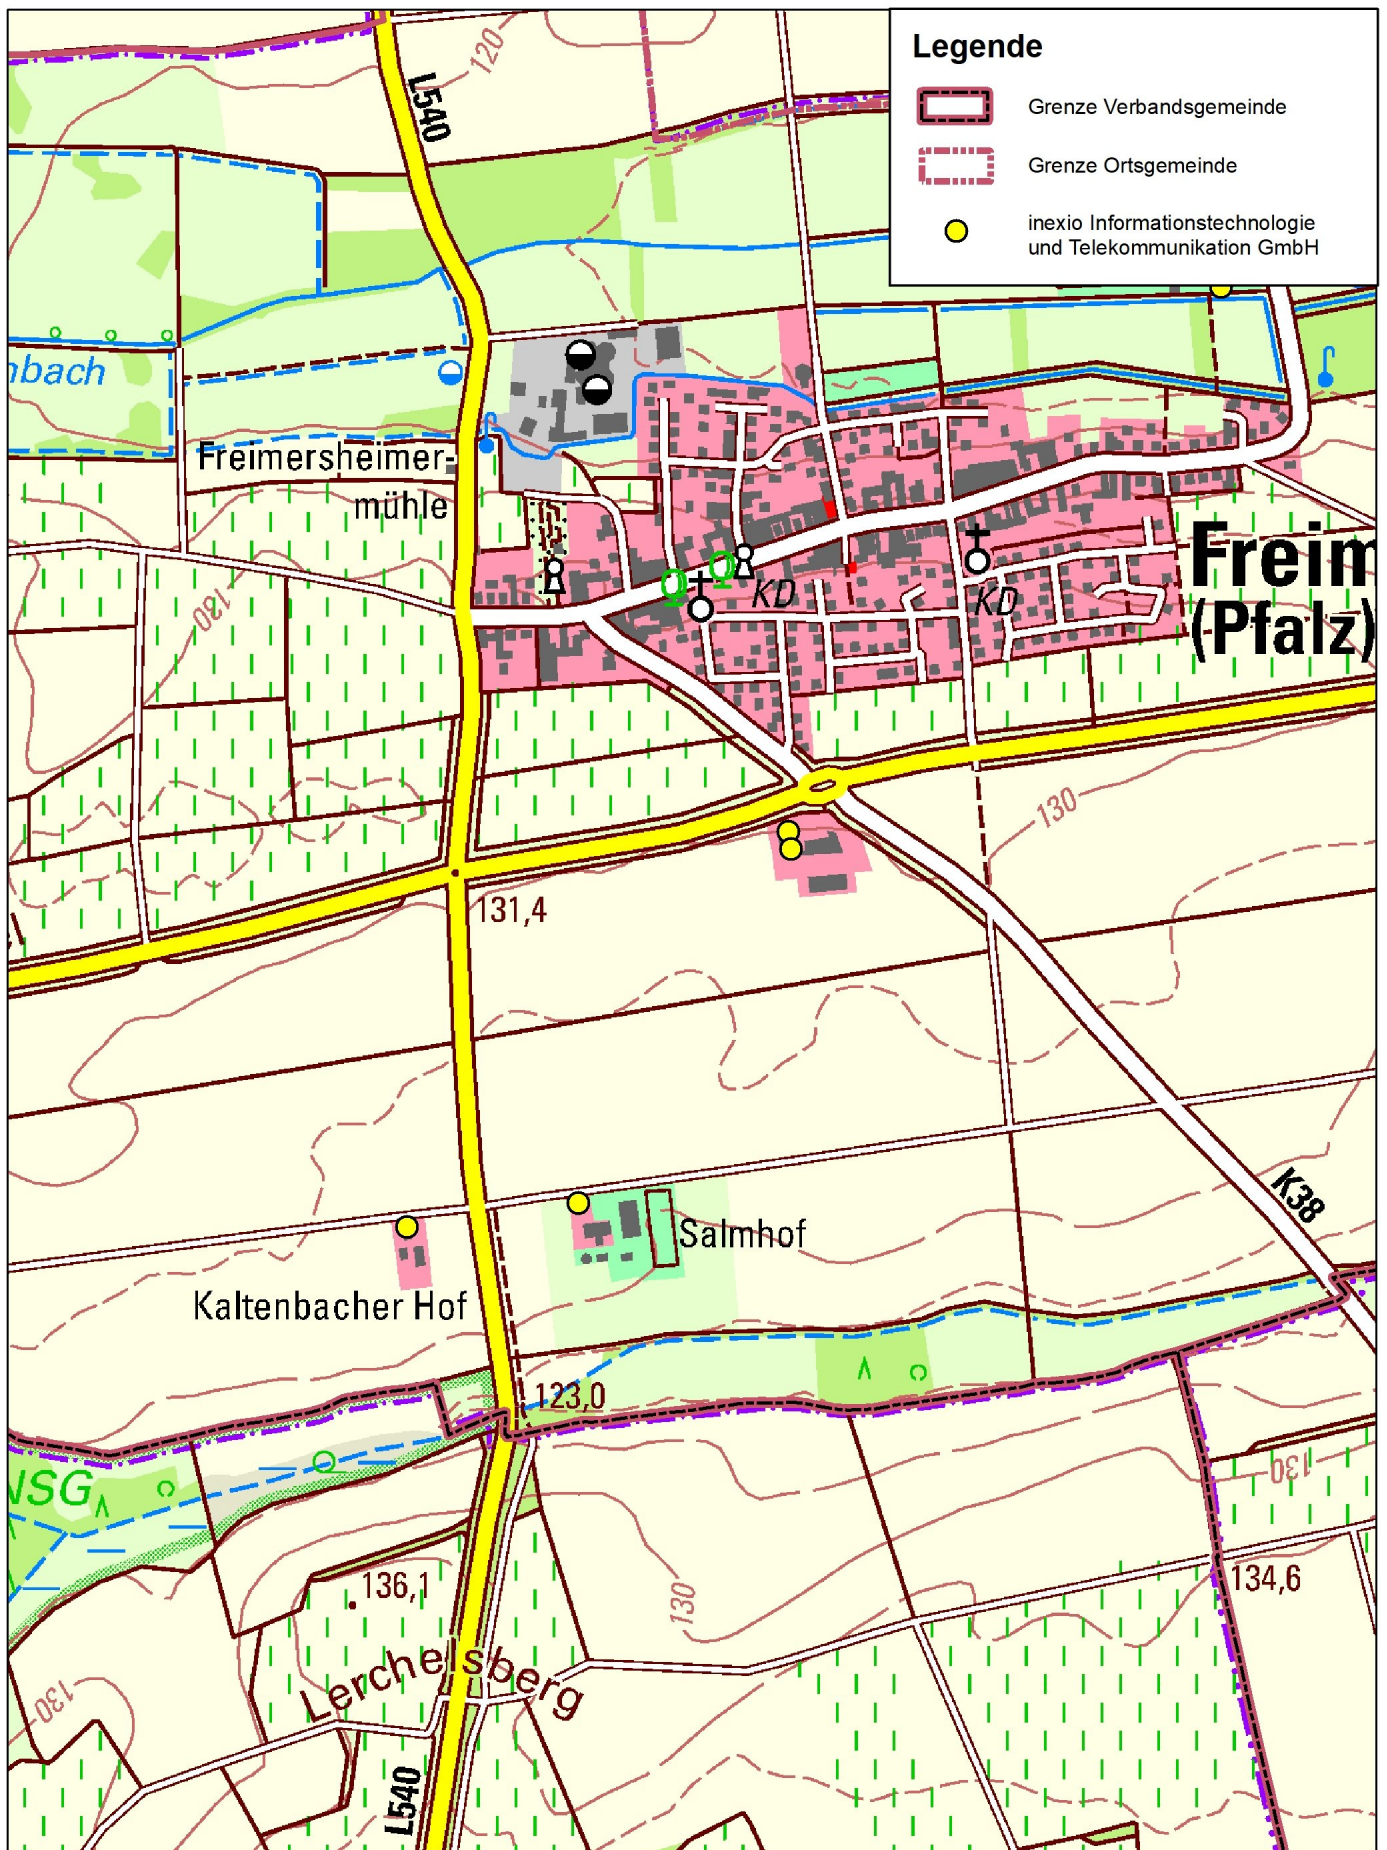 Legende
Grenze Verbandsgemeinde
Grenze Ortsgemeinde
inexio Informationstechnologie
und Telekommunikation GmbH
120
L540
nbach
Freimersheimer-
mühle
KD
KD
Freim
(Pfalz)
130
130
131,4
K38
Salmhof
Kaltenbacher Hof
123,0
NSG
130
136,1
130
134,6
Lerchelsberg
130
L540